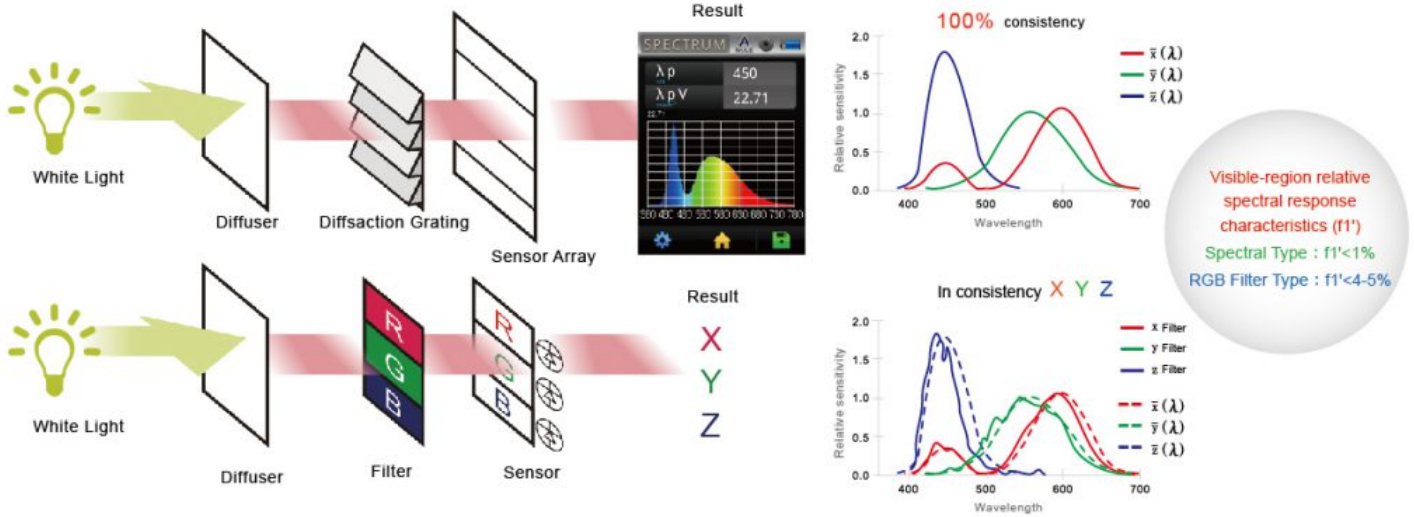 Result
SPECTRUM
λp 450
λpV 22.71
22.71
380 430 480 530 580 630 680 730 780
White Light
Diffuser
Diffsaction Grating
Sensor Array
100% consistency
Relative sensitivity
2.0
1.5
1.0
0.5
0.0
400 500 600 700
Wavelength
x̄(λ)
ȳ(λ)
z̄(λ)
Visible-region relative
spectral response
characteristics (f1')
Spectral Type : f1'<1%
RGB Filter Type : f1'<4-5%
White Light
Diffuser
R
G
B
Filter
R
G
B
Sensor
Result
X
Y
Z
In consistency X Y Z
Relative sensitivity
2.0
1.5
1.0
0.5
0.0
400 500 600 700
Wavelength
x Filter
y Filter
z Filter
x̄(λ)
ȳ(λ)
z̄(λ)